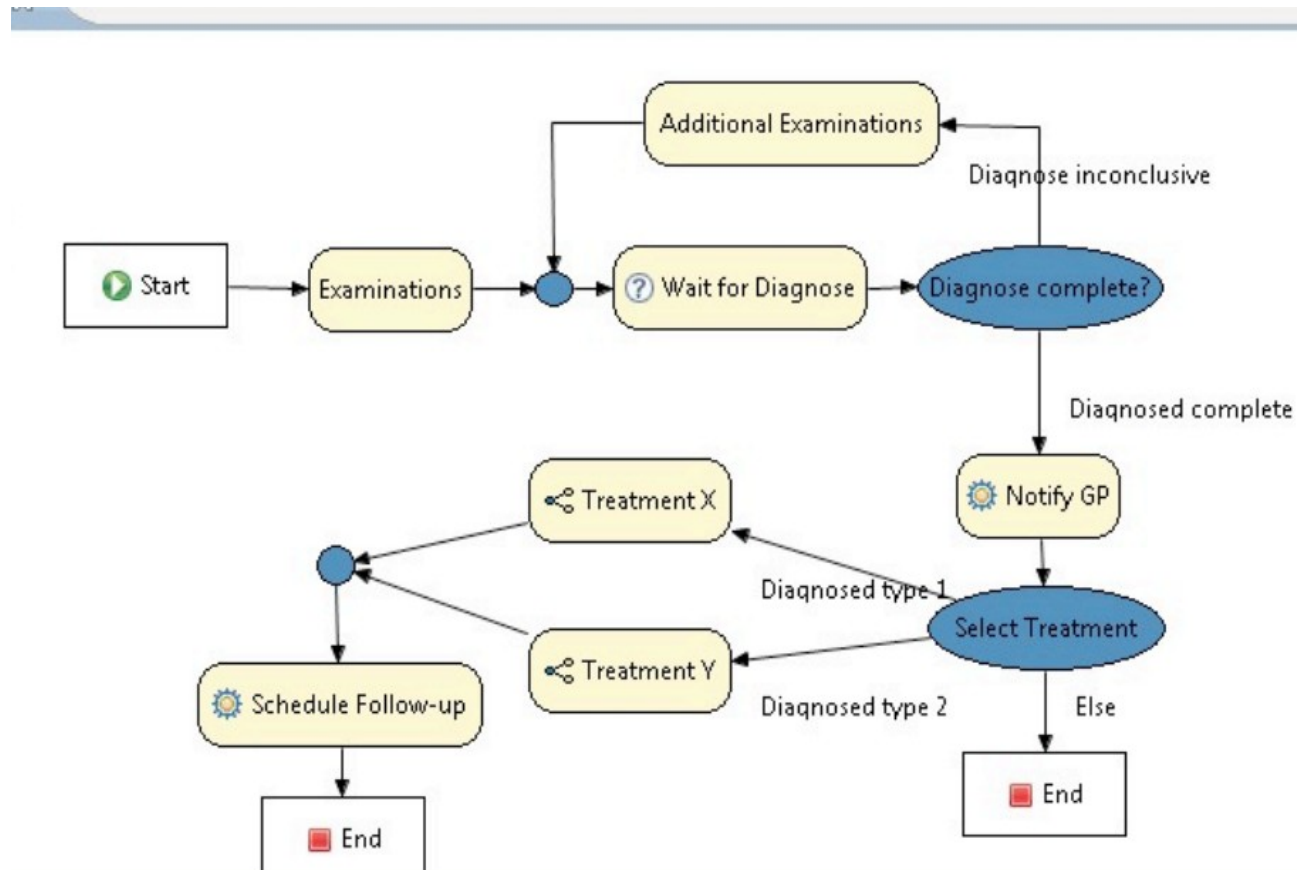 Additional Examinations
Diagnose inconclusive
Start
Examinations
Wait for Diagnose
Diagnose complete?
Diagnosed complete
Treatment X
Notify GP
Diagnosed type 1
Select Treatment
Treatment Y
Schedule Follow-up
Diagnosed type 2
Else
End
End